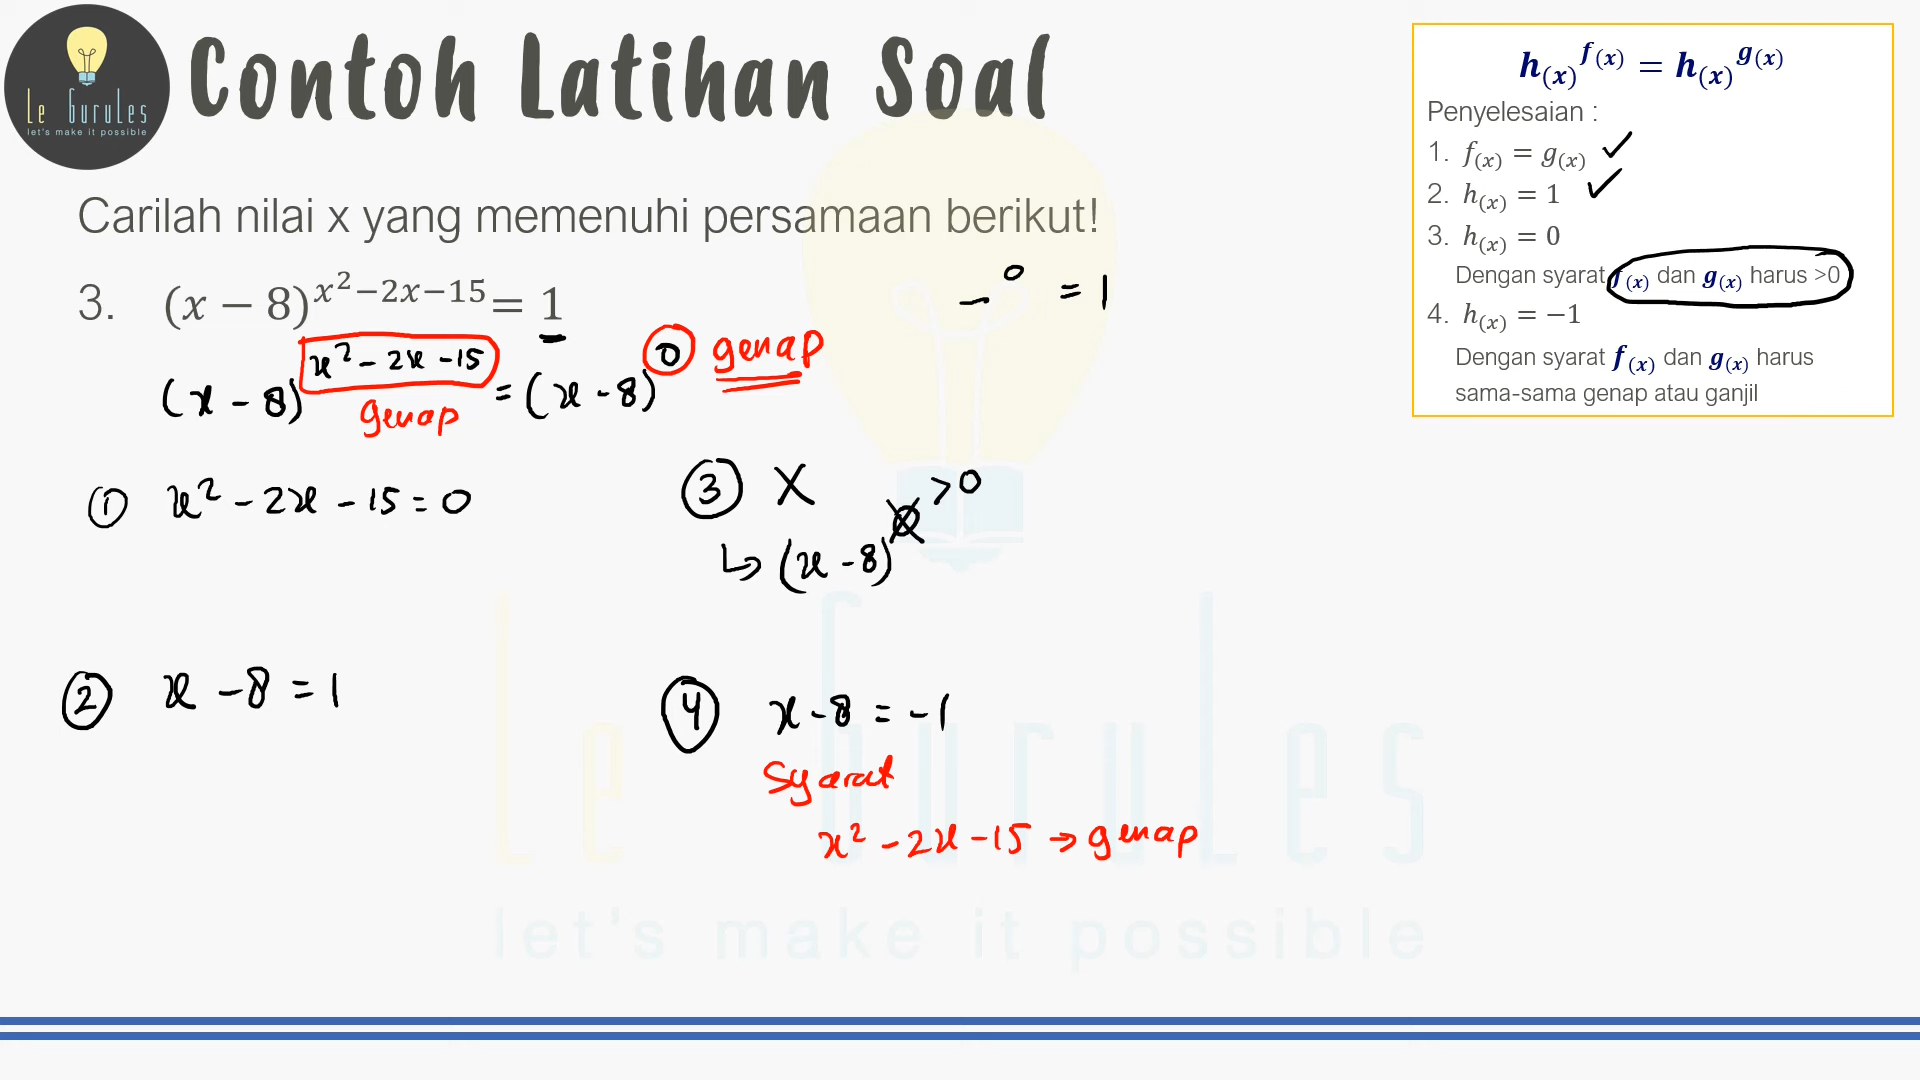 Le GuruLes
let's make it possible
Contoh Latihan Soal
Carilah nilai x yang memenuhi persamaan berikut!
3. (x − 8)^{x²−2x−15} = 1
_^0 = 1
(x - 8)^{x² - 2x - 15} = (x - 8)^0 genap
genap
① x² - 2x - 15 = 0
② x - 8 = 1
③ X
↳ (x - 8)^0 > 0
④ x - 8 = -1
Syarat
x² - 2x - 15 → genap
h(x)^{f(x)} = h(x)^{g(x)}
Penyelesaian :
1. f(x) = g(x) ✓
2. h(x) = 1 ✓
3. h(x) = 0
Dengan syarat f(x) dan g(x) harus >0
4. h(x) = −1
Dengan syarat f(x) dan g(x) harus
sama-sama genap atau ganjil
Le GuruLes
let's make it possible